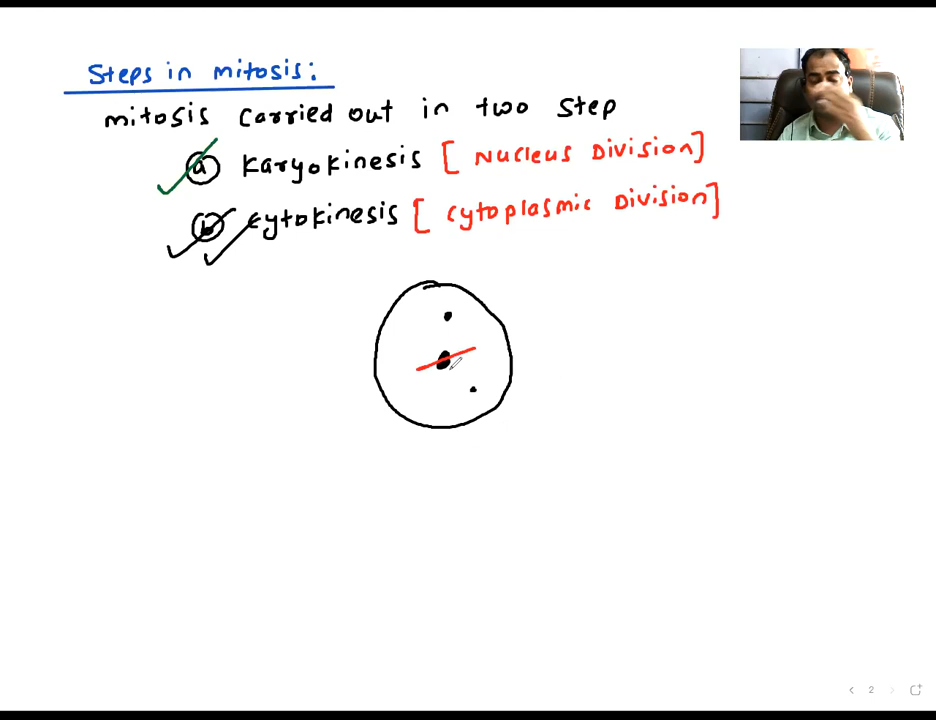 Steps in mitosis:
mitosis carried out in two step
a Karyokinesis [ Nucleus Division]
b cytokinesis [ cytoplasmic Division]
2